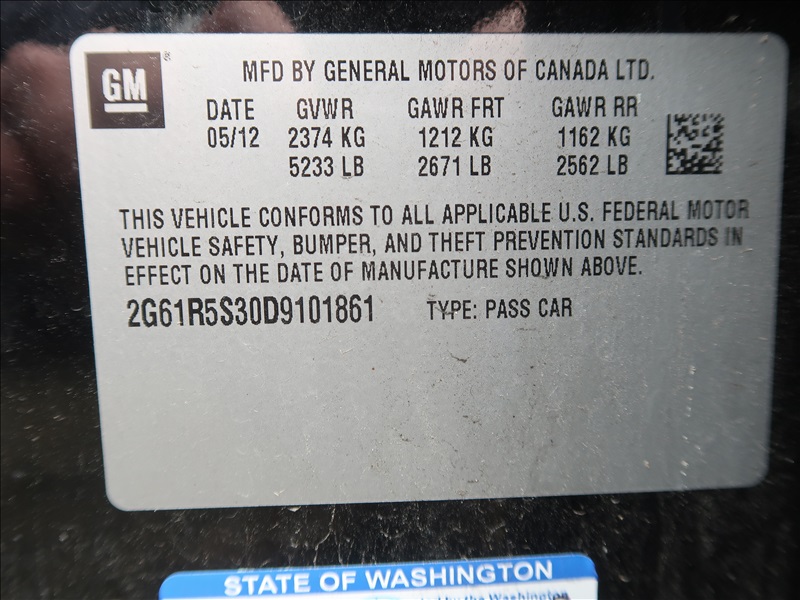 GM
MFD BY GENERAL MOTORS OF CANADA LTD.
DATE GVWR GAWR FRT GAWR RR
05/12 2374 KG 1212 KG 1162 KG
5233 LB 2671 LB 2562 LB
THIS VEHICLE CONFORMS TO ALL APPLICABLE U.S. FEDERAL MOTOR
VEHICLE SAFETY, BUMPER, AND THEFT PREVENTION STANDARDS IN
EFFECT ON THE DATE OF MANUFACTURE SHOWN ABOVE.
2G61R5S30D9101861 TYPE: PASS CAR
STATE OF WASHINGTON
by the Washington